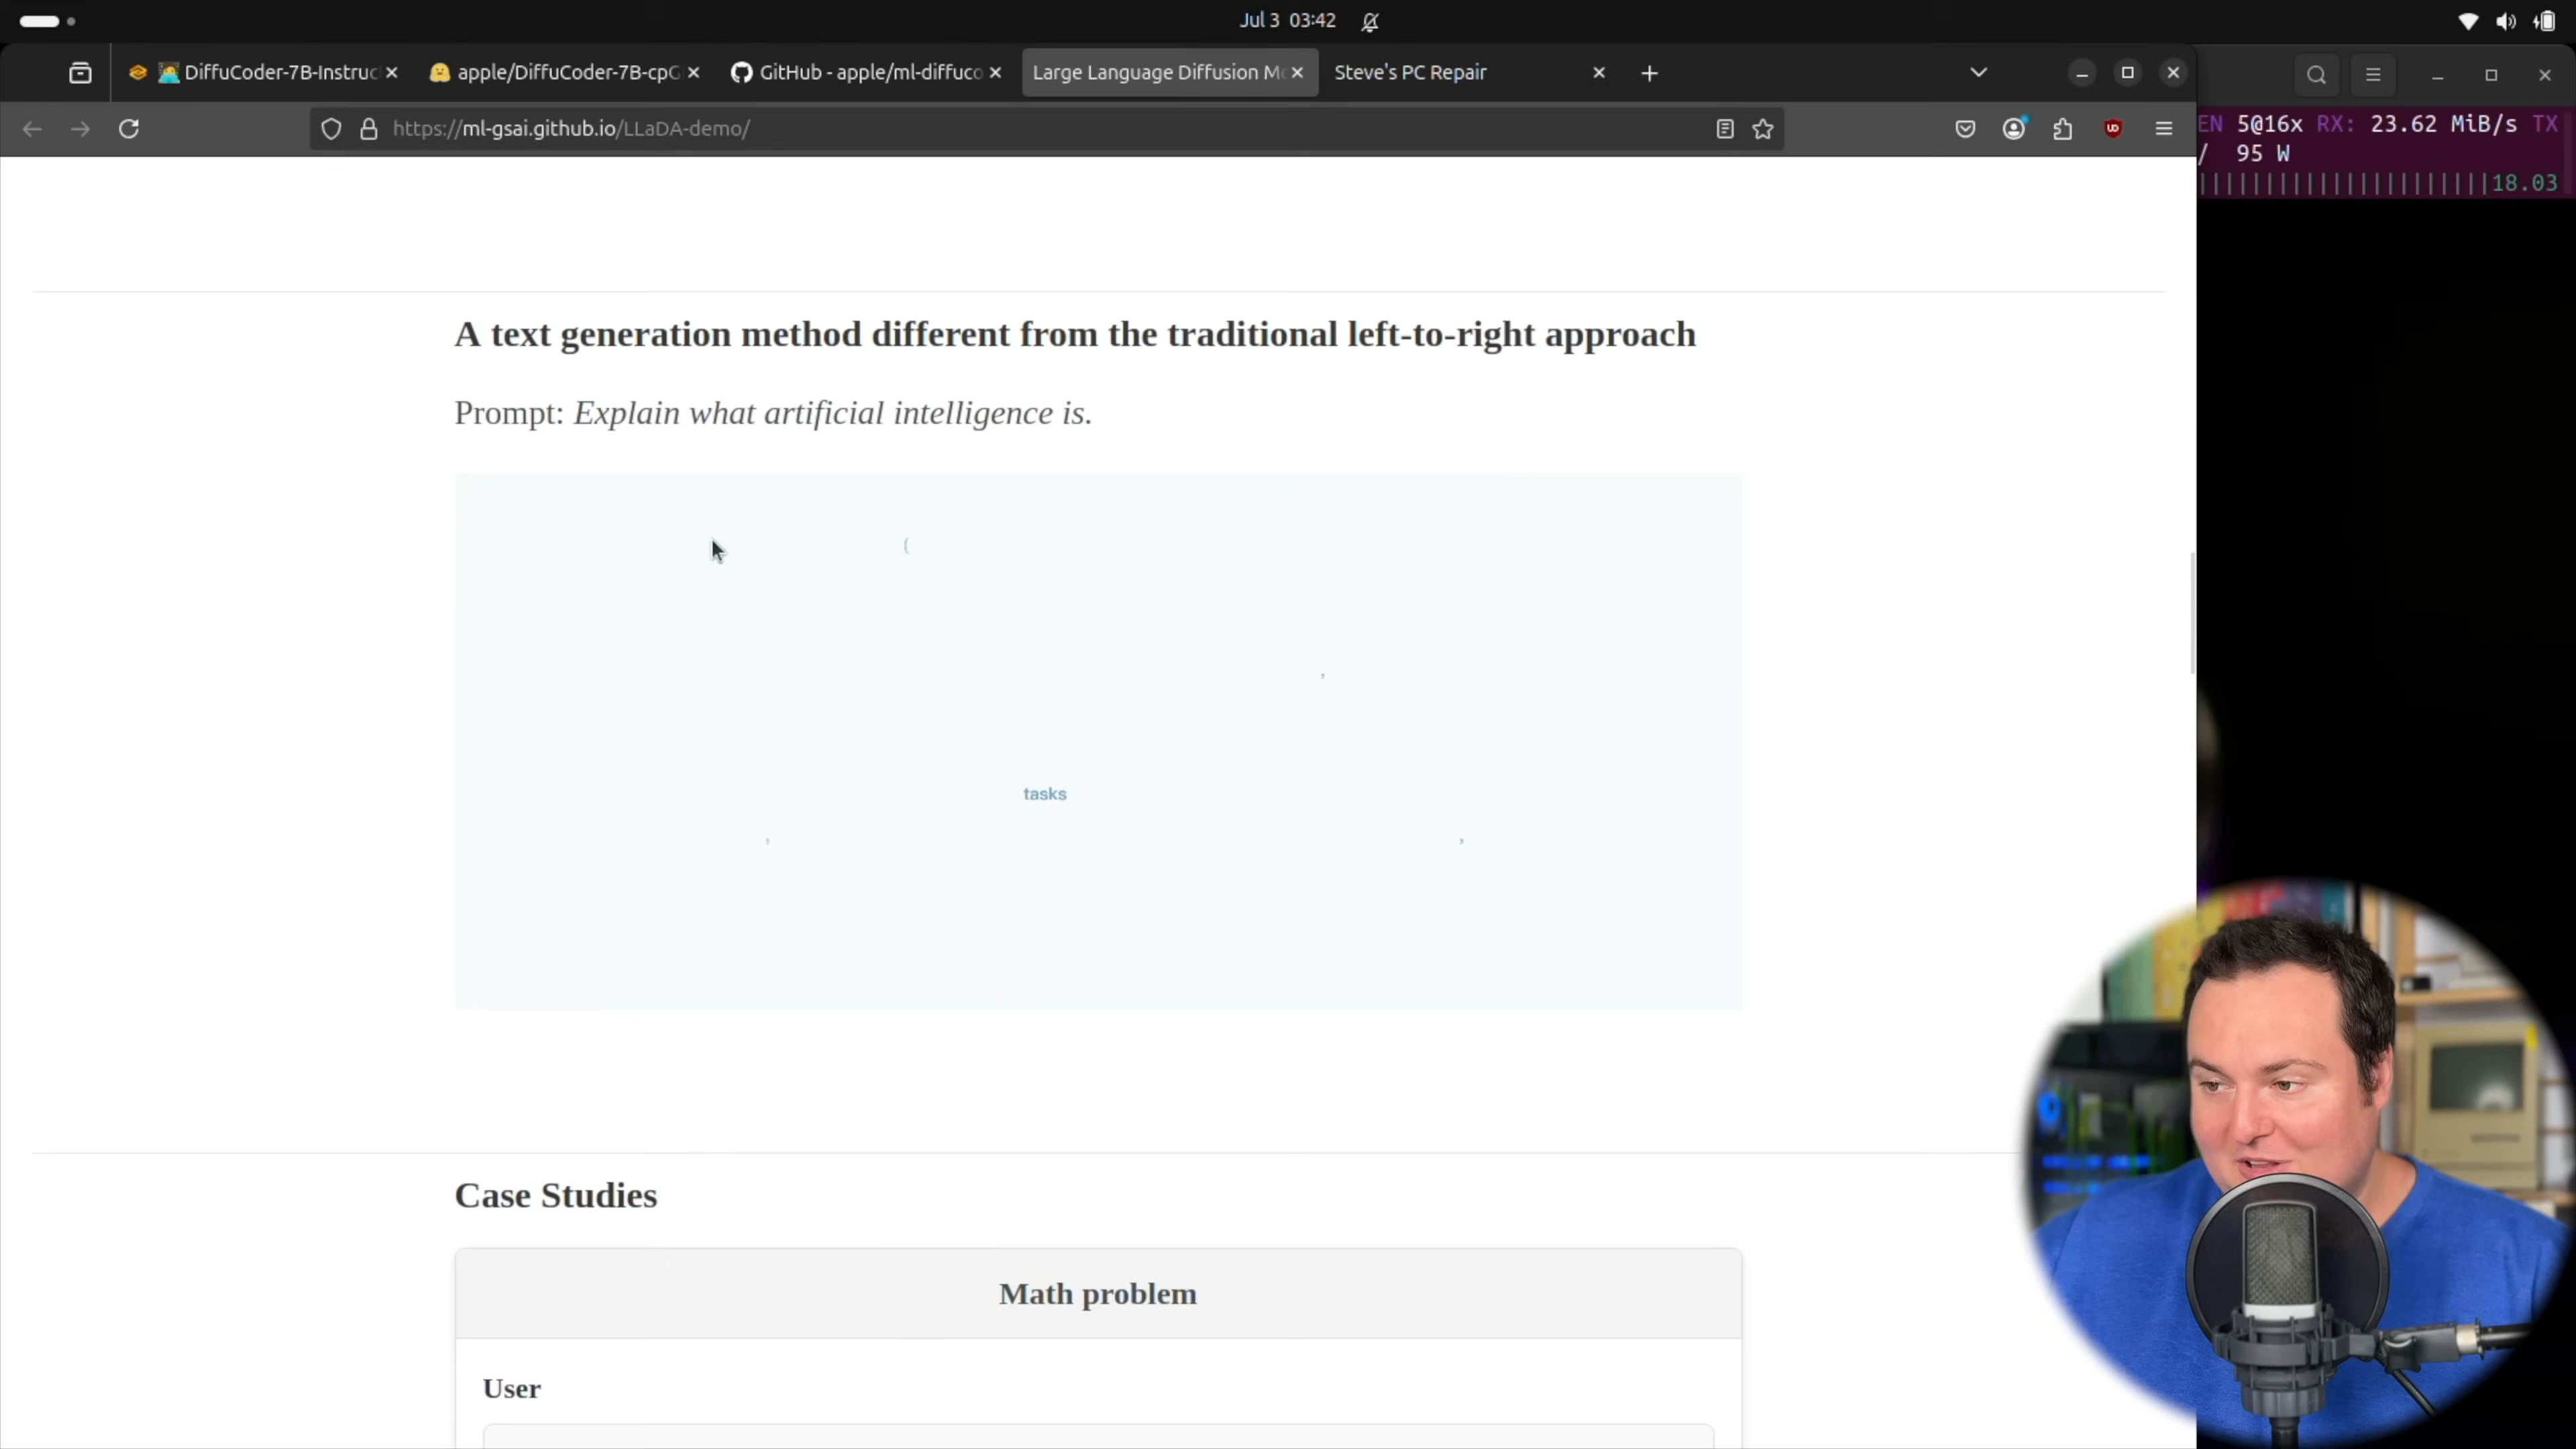 Jul 3 03:42
DiffuCoder-7B-Instruc
apple/DiffuCoder-7B-cpG
GitHub - apple/ml-diffuco
Large Language Diffusion Mo
Steve's PC Repair
https://ml-gsai.github.io/LLaDA-demo/
EN 5@16x RX: 23.62 MiB/s TX
/ 95 W
||||||||||||||||||||||18.03
A text generation method different from the traditional left-to-right approach
Prompt: Explain what artificial intelligence is.
(
,
tasks
, ,
Case Studies
Math problem
User